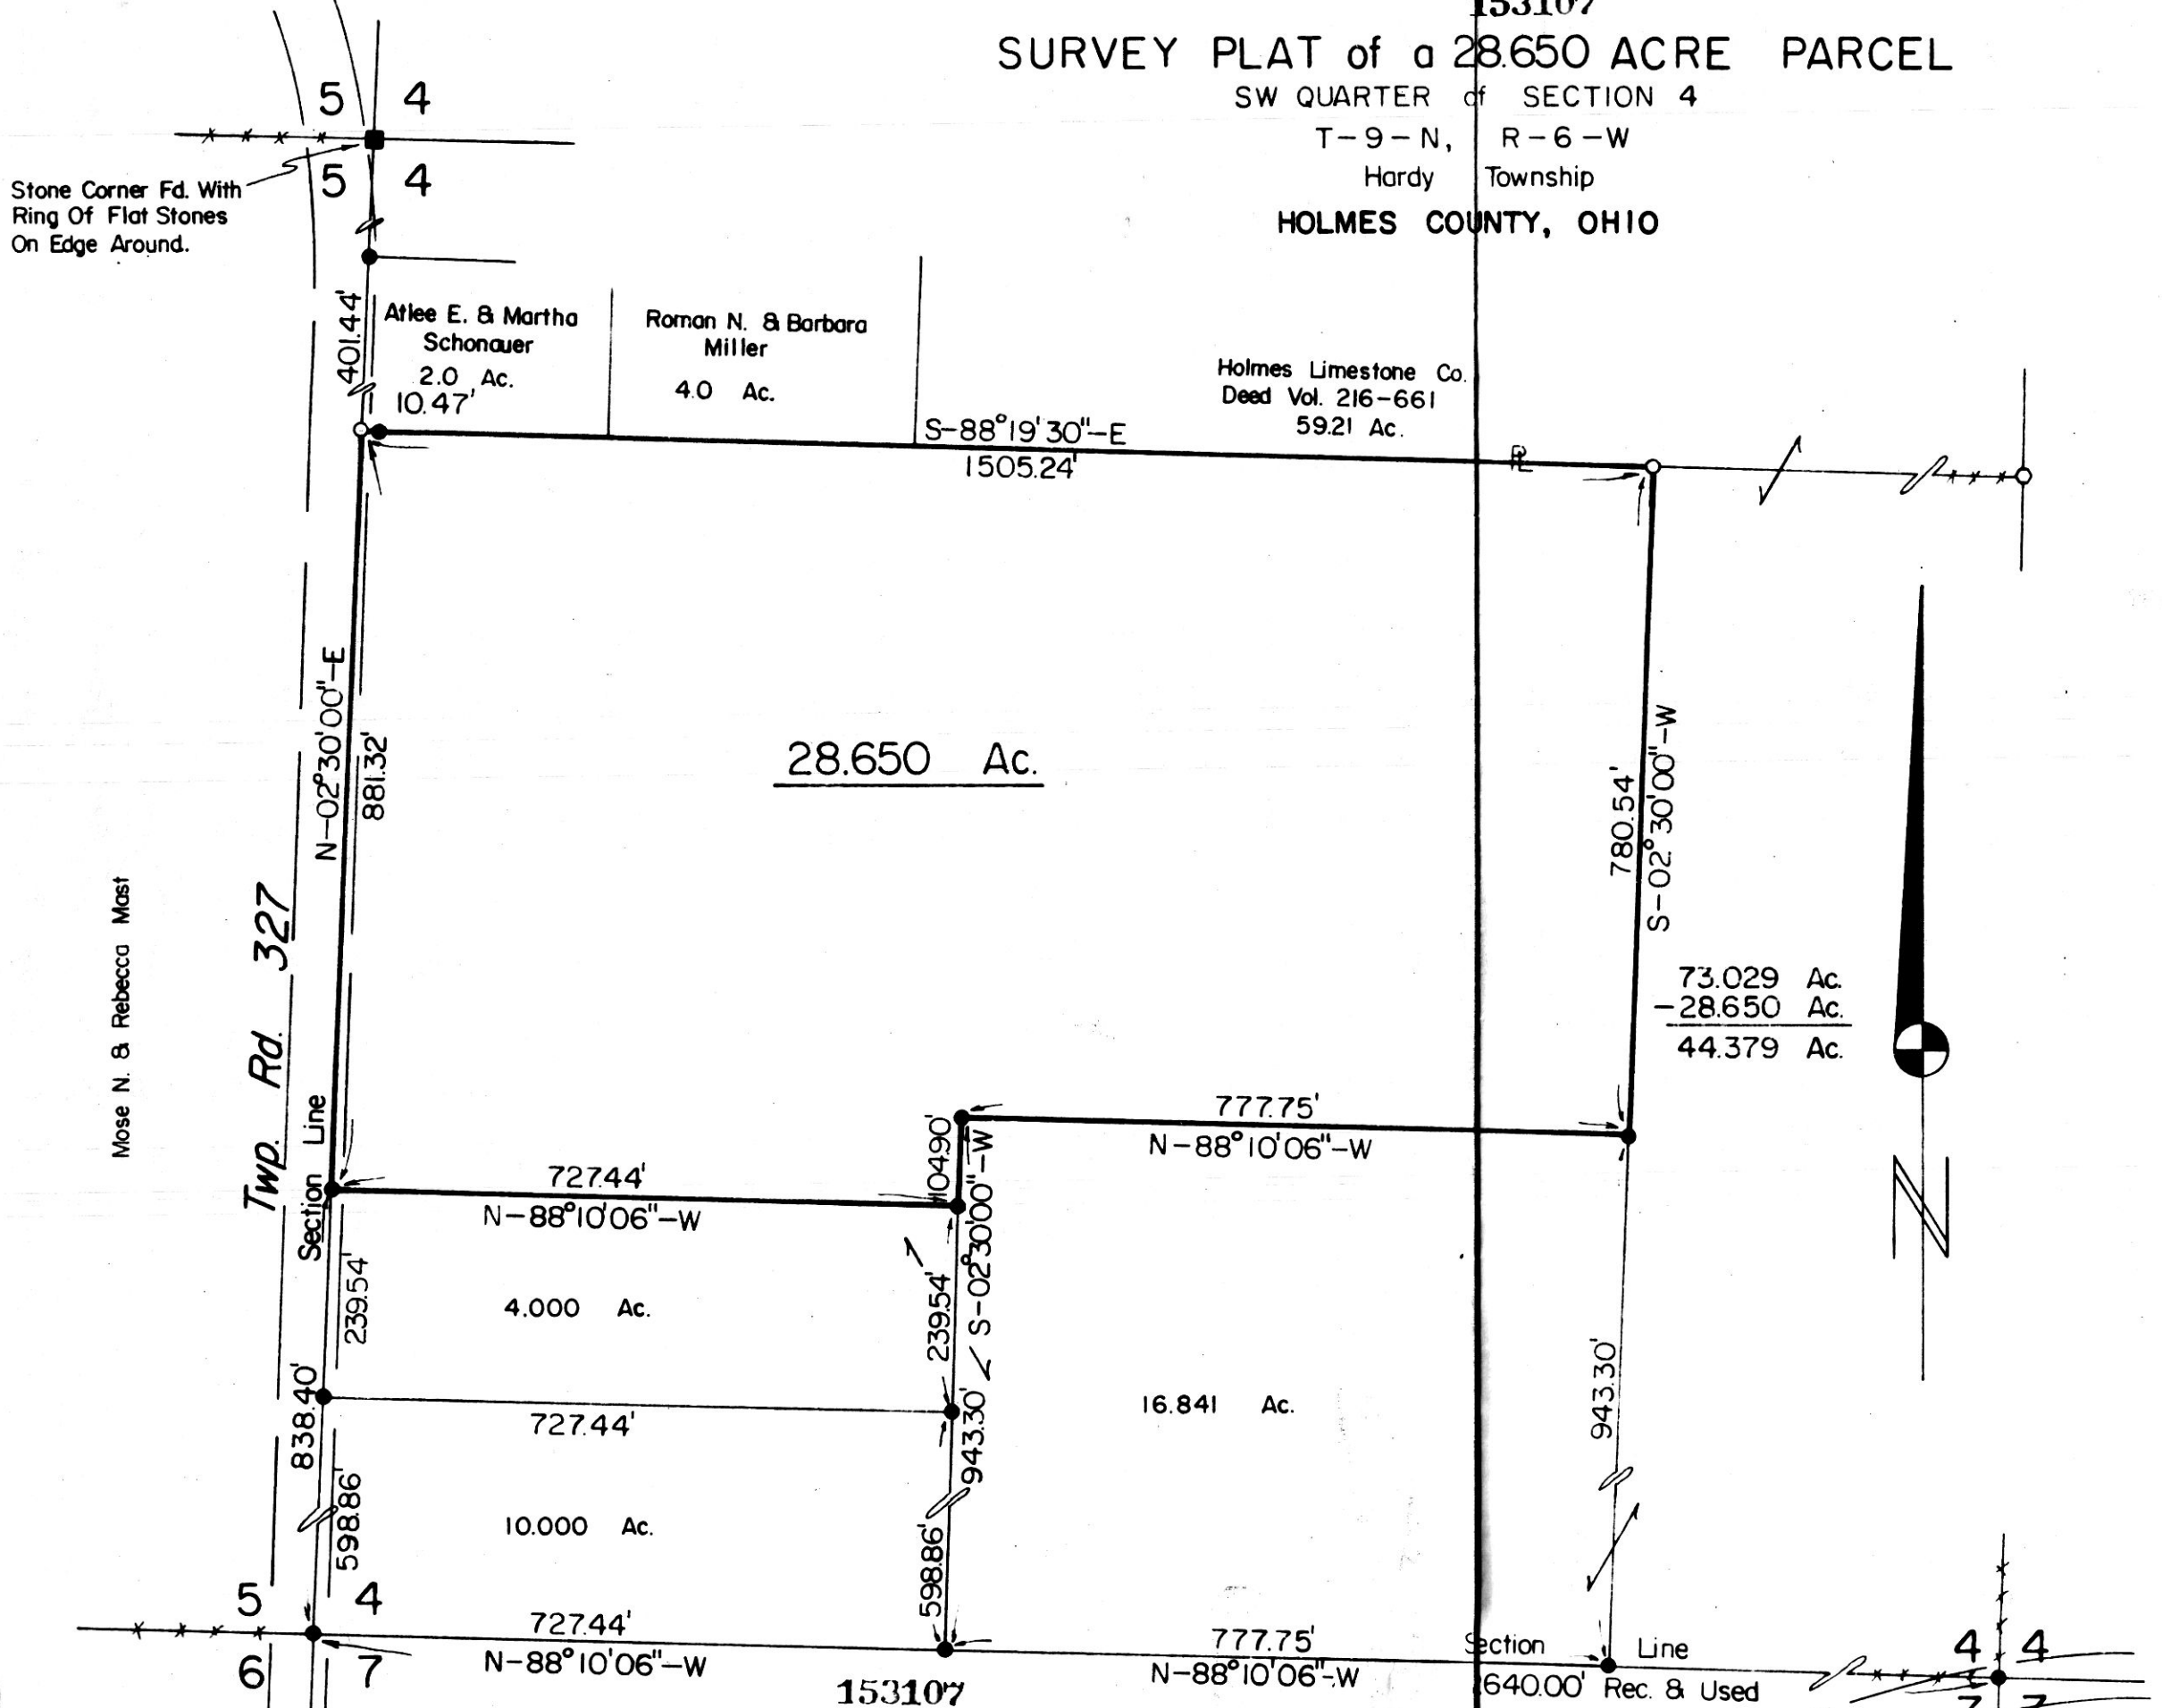 153107
SURVEY PLAT of a 28.650 ACRE PARCEL
SW QUARTER of SECTION 4
T-9-N, R-6-W
Hardy Township
HOLMES COUNTY, OHIO
5 4
5 4
Stone Corner Fd. With
Ring Of Flat Stones
On Edge Around.
401.44'
Atlee E. & Martha
Schonauer
2.0 Ac.
10.47'
Roman N. & Barbara
Miller
4.0 Ac.
Holmes Limestone Co.
Deed Vol. 216-661
59.21 Ac.
S-88°19'30"-E
1505.24'
PL
N-02°30'00"-E
881.32'
28.650 Ac.
780.54'
S-02°30'00"-W
73.029 Ac.
-28.650 Ac.
44.379 Ac.
N
Mose N. & Rebecca Mast
Twp. Rd. 327
Section Line
777.75'
N-88°10'06"-W
104.90'
S-02°30'00"-W
727.44'
N-88°10'06"-W
239.54'
4.000 Ac.
239.54'
943.30'
16.841 Ac.
943.30'
838.40'
727.44'
598.86'
10.000 Ac.
598.86'
5 4
6 7
727.44'
N-88°10'06"-W
777.75'
N-88°10'06"-W
Section Line
640.00' Rec. & Used
4 4
7 7
153107